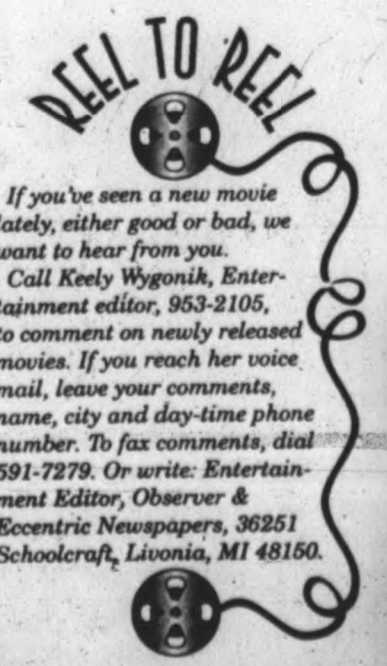 REEL TO REEL
If you've seen a new movie
lately, either good or bad, we
want to hear from you.
Call Keely Wygonik, Enter-
tainment editor, 953-2105,
to comment on newly released
movies. If you reach her voice
mail, leave your comments,
name, city and day-time phone
number. To fax comments, dial
591-7279. Or write: Entertain-
ment Editor, Observer &
Eccentric Newspapers, 36251
Schoolcraft, Livonia, MI 48150.